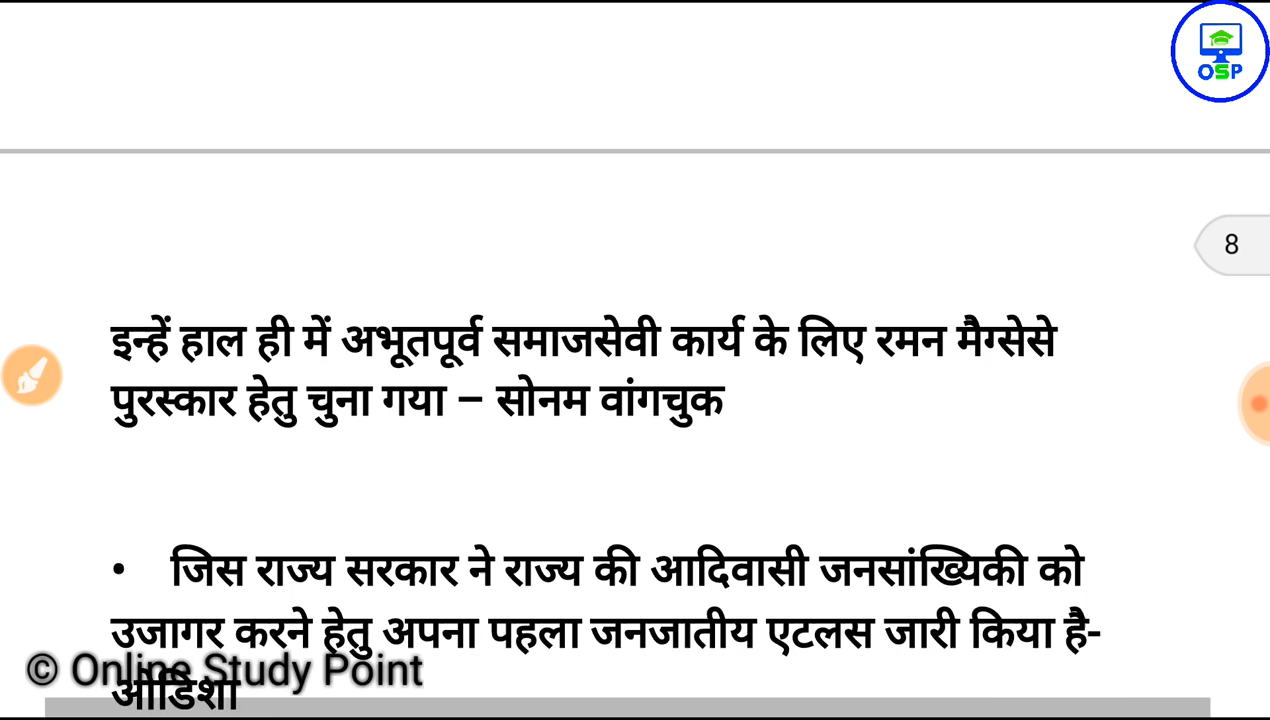 OSP
8
इन्हें हाल ही में अभूतपूर्व समाजसेवी कार्य के लिए रमन मैग्सेसे
पुरस्कार हेतु चुना गया – सोनम वांगचुक
• जिस राज्य सरकार ने राज्य की आदिवासी जनसांख्यिकी को
उजागर करने हेतु अपना पहला जनजातीय एटलस जारी किया है-
© Online Study Point
ओडिशा